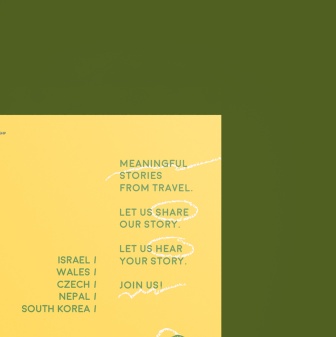 MEANINGFUL
STORIES
FROM TRAVEL.
LET US SHARE
OUR STORY.
LET US HEAR
YOUR STORY.
JOIN US!
ISRAEL /
WALES /
CZECH /
NEPAL /
SOUTH KOREA /